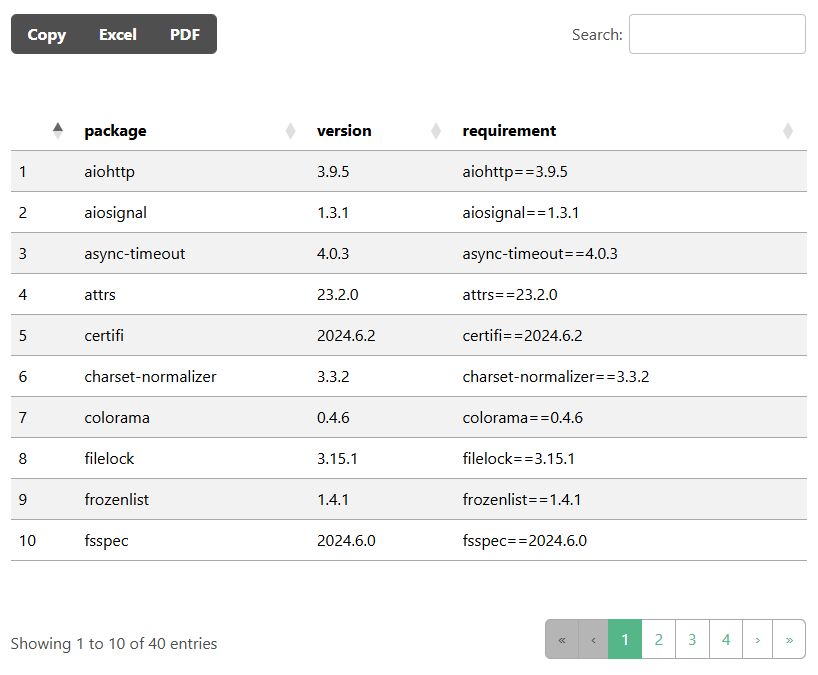 Copy Excel PDF Search:
package version requirement
1 aiohttp 3.9.5 aiohttp==3.9.5
2 aiosignal 1.3.1 aiosignal==1.3.1
3 async-timeout 4.0.3 async-timeout==4.0.3
4 attrs 23.2.0 attrs==23.2.0
5 certifi 2024.6.2 certifi==2024.6.2
6 charset-normalizer 3.3.2 charset-normalizer==3.3.2
7 colorama 0.4.6 colorama==0.4.6
8 filelock 3.15.1 filelock==3.15.1
9 frozenlist 1.4.1 frozenlist==1.4.1
10 fsspec 2024.6.0 fsspec==2024.6.0
Showing 1 to 10 of 40 entries « ‹ 1 2 3 4 › »